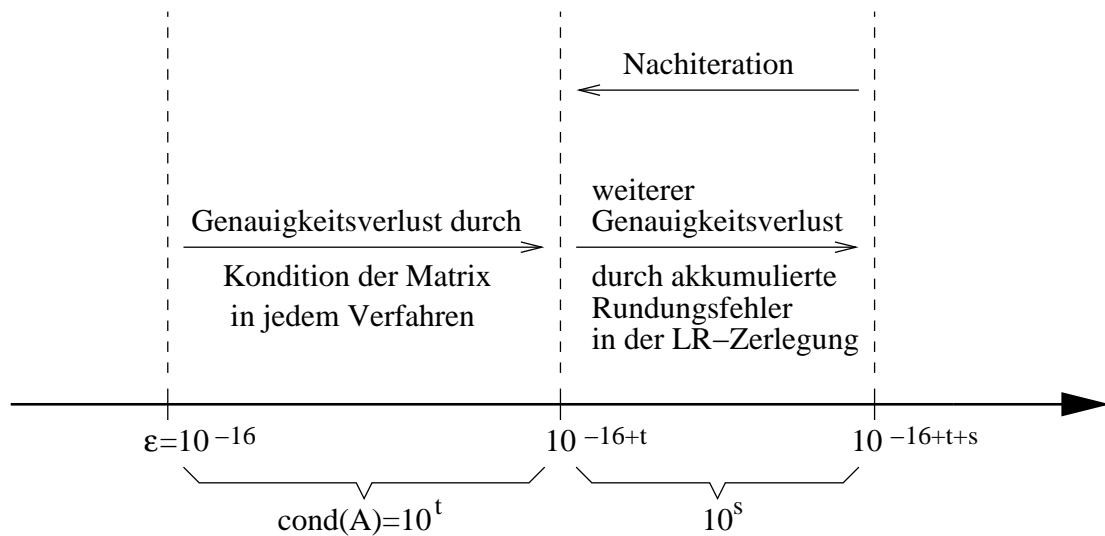 Nachiteration
Genauigkeitsverlust durch
Kondition der Matrix
in jedem Verfahren
weiterer
Genauigkeitsverlust
durch akkumulierte
Rundungsfehler
in der LR−Zerlegung
ε=10 −16
10 −16+t
10 −16+t+s
cond(A)=10 t
10 s